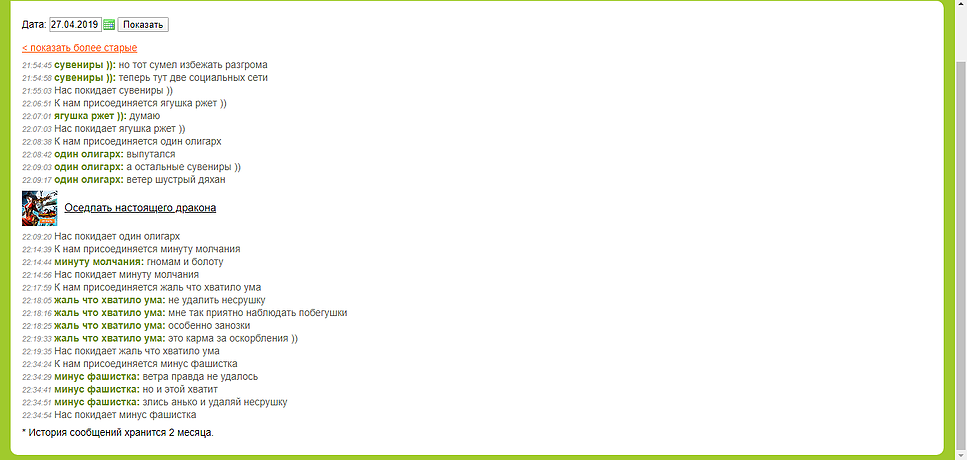 Дата: 27.04.2019 Показать
< показать более старые
21:54:45 сувениры )): но тот сумел избежать разгрома
21:54:58 сувениры )): теперь тут две социальных сети
21:55:03 Нас покидает сувениры ))
22:06:51 К нам присоединяется ягушка ржет ))
22:07:01 ягушка ржет )): думаю
22:07:03 Нас покидает ягушка ржет ))
22:08:38 К нам присоединяется один олигарх
22:08:42 один олигарх: выпутался
22:09:03 один олигарх: а остальные сувениры ))
22:09:17 один олигарх: ветер шустрый дяхан
Оседлать настоящего дракона
22:09:20 Нас покидает один олигарх
22:14:39 К нам присоединяется минуту молчания
22:14:44 минуту молчания: гномам и болоту
22:14:56 Нас покидает минуту молчания
22:17:59 К нам присоединяется жаль что хватило ума
22:18:05 жаль что хватило ума: не удалить несрушку
22:18:16 жаль что хватило ума: мне так приятно наблюдать побегушки
22:18:25 жаль что хватило ума: особенно занозки
22:19:33 жаль что хватило ума: это карма за оскорбления ))
22:19:35 Нас покидает жаль что хватило ума
22:34:24 К нам присоединяется минус фашистка
22:34:29 минус фашистка: ветра правда не удалось
22:34:41 минус фашистка: но и этой хватит
22:34:51 минус фашистка: злись анько и удаляй несрушку
22:34:54 Нас покидает минус фашистка
* История сообщений хранится 2 месяца.